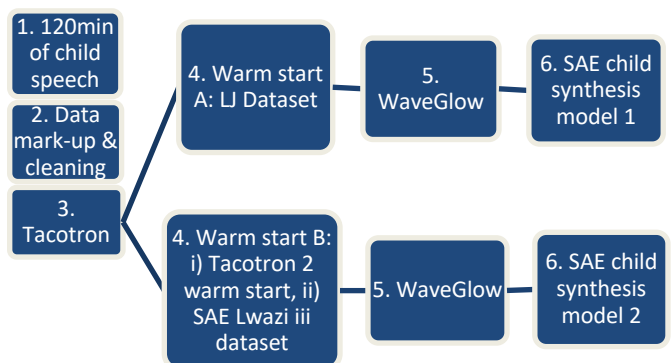 1. 120min
of child
speech
2. Data
mark-up &
cleaning
3.
Tacotron
4. Warm start
A: LJ Dataset
5.
WaveGlow
6. SAE child
synthesis
model 1
4. Warm start B:
i) Tacotron 2
warm start, ii)
SAE Lwazi iii
dataset
5. WaveGlow
6. SAE child
synthesis
model 2